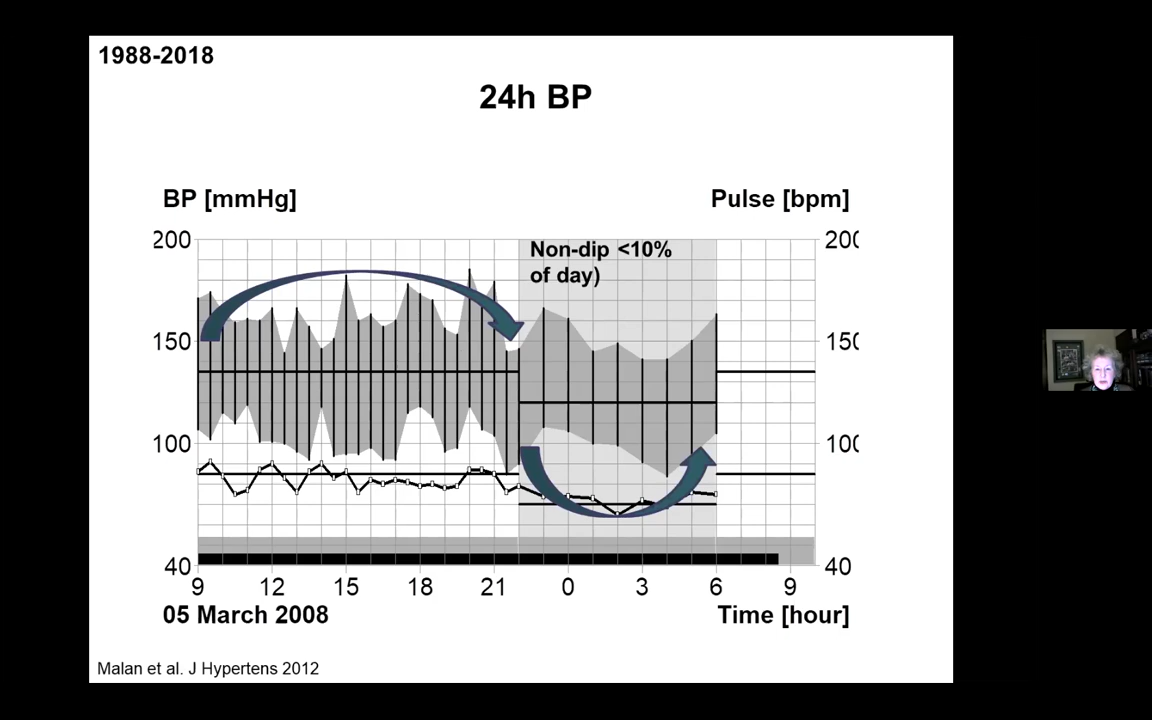 1988-2018
24h BP
BP [mmHg]
Pulse [bpm]
Non-dip <10%
of day)
200
150
100
40
200
150
100
40
9 12 15 18 21 0 3 6 9
05 March 2008
Time [hour]
Malan et al. J Hypertens 2012